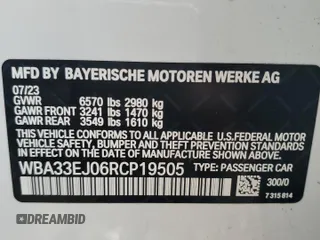 MFD BY BAYERISCHE MOTOREN WERKE AG
07/23
GVWR 6570 lbs 2980 kg
GAWR FRONT 3241 lbs 1470 kg
GAWR REAR 3549 lbs 1610 kg
THIS VEHICLE CONFORMS TO ALL APPLICABLE U.S.FEDERAL MOTOR
VEHICLE SAFETY, BUMPER AND THEFT PREVENTION STANDARDS
IN EFFECT ON THE DATE OF MANUFACTURE SHOWN ABOVE.
WBA33EJ06RCP19505 TYPE: PASSENGER CAR
300/0
7 315 814
DREAMBID